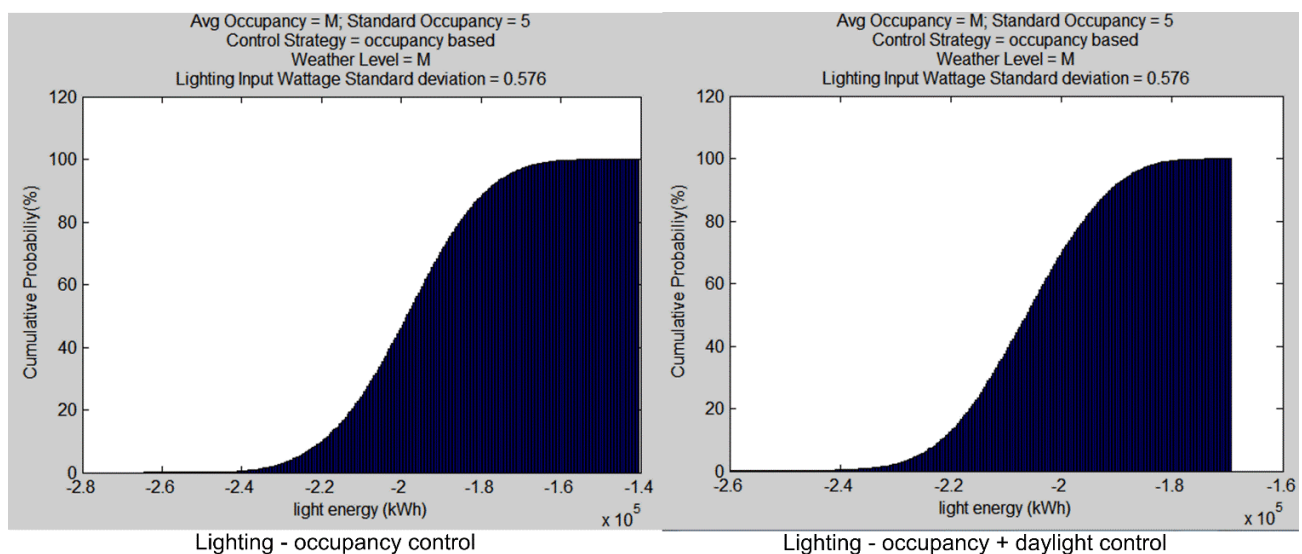 Avg Occupancy = M; Standard Occupancy = 5
Control Strategy = occupancy based
Weather Level = M
Lighting Input Wattage Standard deviation = 0.576
120
100
80
60
40
20
0
Cumulative Probabiliy(%)
-2.8 -2.6 -2.4 -2.2 -2 -1.8 -1.6 -1.4
light energy (kWh)
x 10^5
Lighting - occupancy control
Avg Occupancy = M; Standard Occupancy = 5
Control Strategy = occupancy based
Weather Level = M
Lighting Input Wattage Standard deviation = 0.576
120
100
80
60
40
20
0
Cumulative Probabiliy(%)
-2.6 -2.4 -2.2 -2 -1.8 -1.6
light energy (kWh)
x 10^5
Lighting - occupancy + daylight control